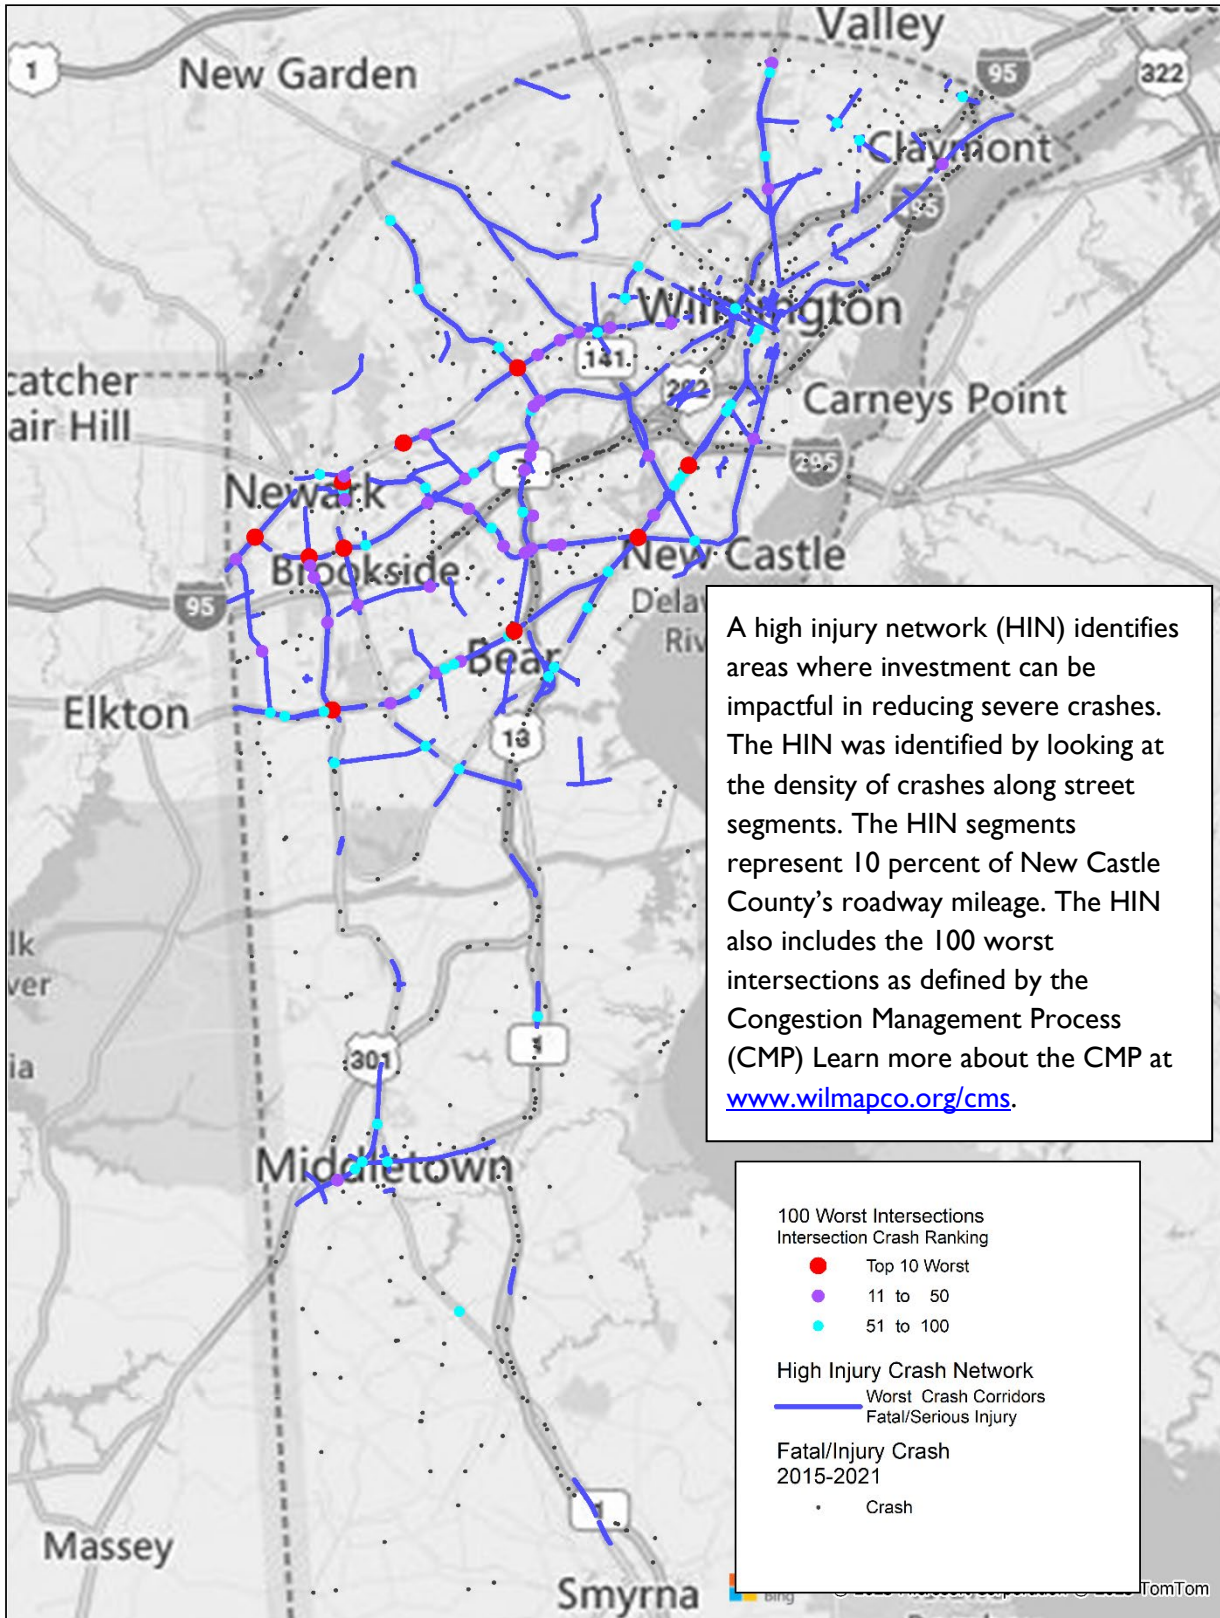 Valley
1
New Garden
95
322
Claymont
495
Wilmington
141
202
catcher
air Hill
Carneys Point
295
Newark
New Castle
Brookside
95
Delaw
Riv
Bear
Elkton
13
A high injury network (HIN) identifies
areas where investment can be
impactful in reducing severe crashes.
The HIN was identified by looking at
the density of crashes along street
segments. The HIN segments
represent 10 percent of New Castle
County's roadway mileage. The HIN
also includes the 100 worst
intersections as defined by the
Congestion Management Process
(CMP) Learn more about the CMP at
www.wilmapco.org/cms.
lk
ver
ia
301
1
Middletown
100 Worst Intersections
Intersection Crash Ranking
Top 10 Worst
11 to 50
51 to 100
High Injury Crash Network
Worst Crash Corridors
Fatal/Serious Injury
Fatal/Injury Crash
2015-2021
Crash
1
Massey
Smyrna
Bing
TomTom